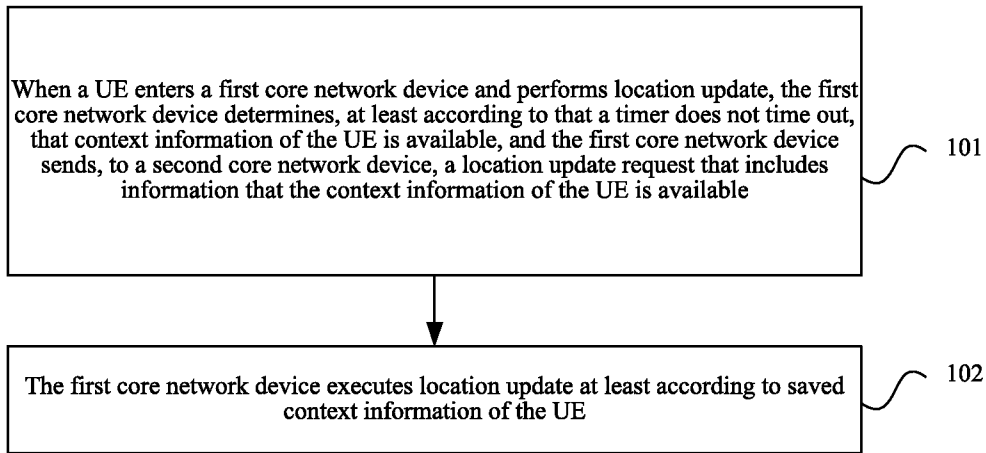 When a UE enters a first core network device and performs location update, the first
core network device determines, at least according to that a timer does not time out,
that context information of the UE is available, and the first core network device
sends, to a second core network device, a location update request that includes
information that the context information of the UE is available
101
The first core network device executes location update at least according to saved
context information of the UE
102